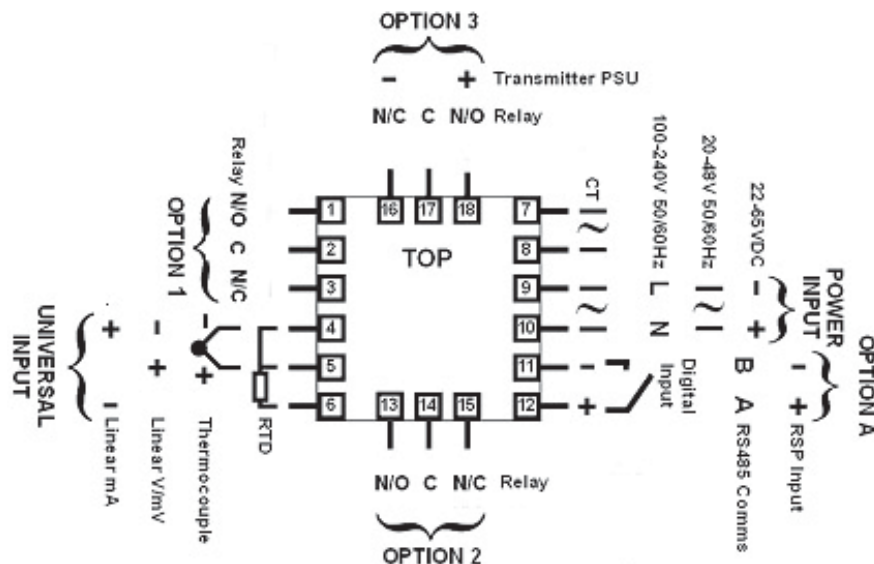 OPTION 3
- + Transmitter PSU
N/C C N/O Relay
16 17 18
TOP
1
2
3
4
5
6
7
8
9
10
11
12
13 14 15
N/O C N/C Relay
OPTION 2
Relay N/O C N/C
OPTION 1
UNIVERSAL
INPUT
+ - Linear mA
- + Linear V/mV
- + Thermocouple
RTD
CT
~
~
- +
Digital
Input
100-240V 50/60Hz
L N
20-48V 50/60Hz
~
22-65VDC
- +
POWER
INPUT
B A RS485 Comms
- + RSP Input
OPTION A